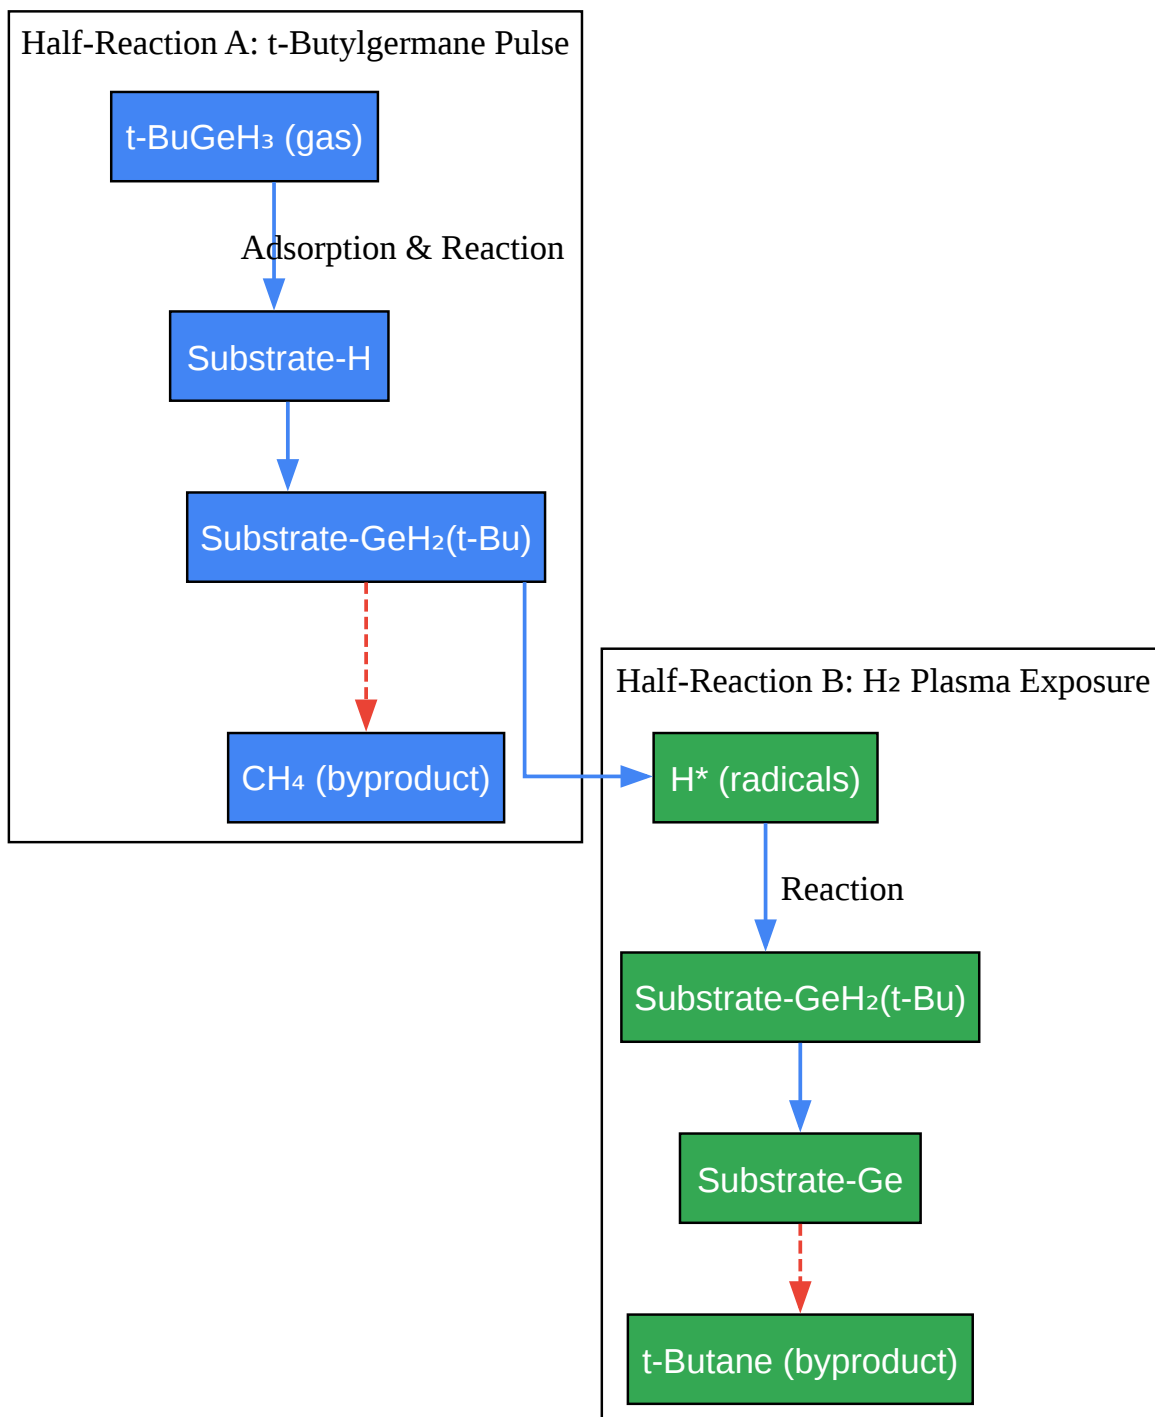 Half-Reaction A: t-Butylgermane Pulse
t-BuGeH₃ (gas)
Adsorption & Reaction
Substrate-H
Substrate-GeH₂(t-Bu)
CH₄ (byproduct)
Half-Reaction B: H₂ Plasma Exposure
H* (radicals)
Reaction
Substrate-GeH₂(t-Bu)
Substrate-Ge
t-Butane (byproduct)